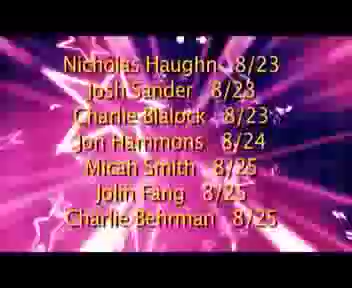 Nicholas Haughn 8/23
Josh Sander 8/23
Charlie Blalock 8/23
Jon Hammons 8/24
Micah Smith 8/25
Jolin Fang 8/25
Charlie Behrman 8/25